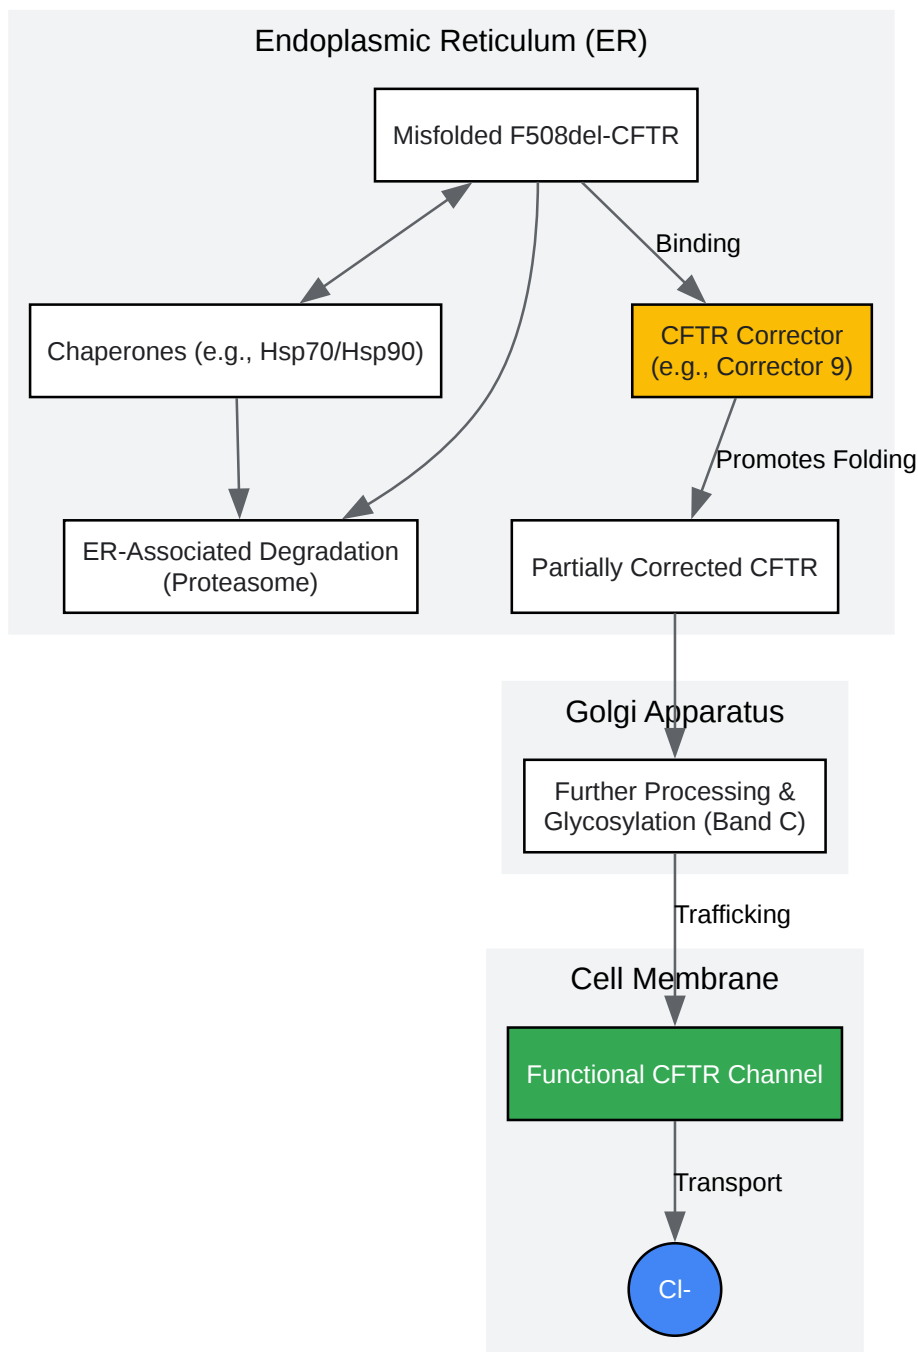 Endoplasmic Reticulum (ER)
Misfolded F508del-CFTR
Binding
Chaperones (e.g., Hsp70/Hsp90)
CFTR Corrector
(e.g., Corrector 9)
Promotes Folding
ER-Associated Degradation
(Proteasome)
Partially Corrected CFTR
Golgi Apparatus
Further Processing &
Glycosylation (Band C)
Trafficking
Cell Membrane
Functional CFTR Channel
Transport
Cl-